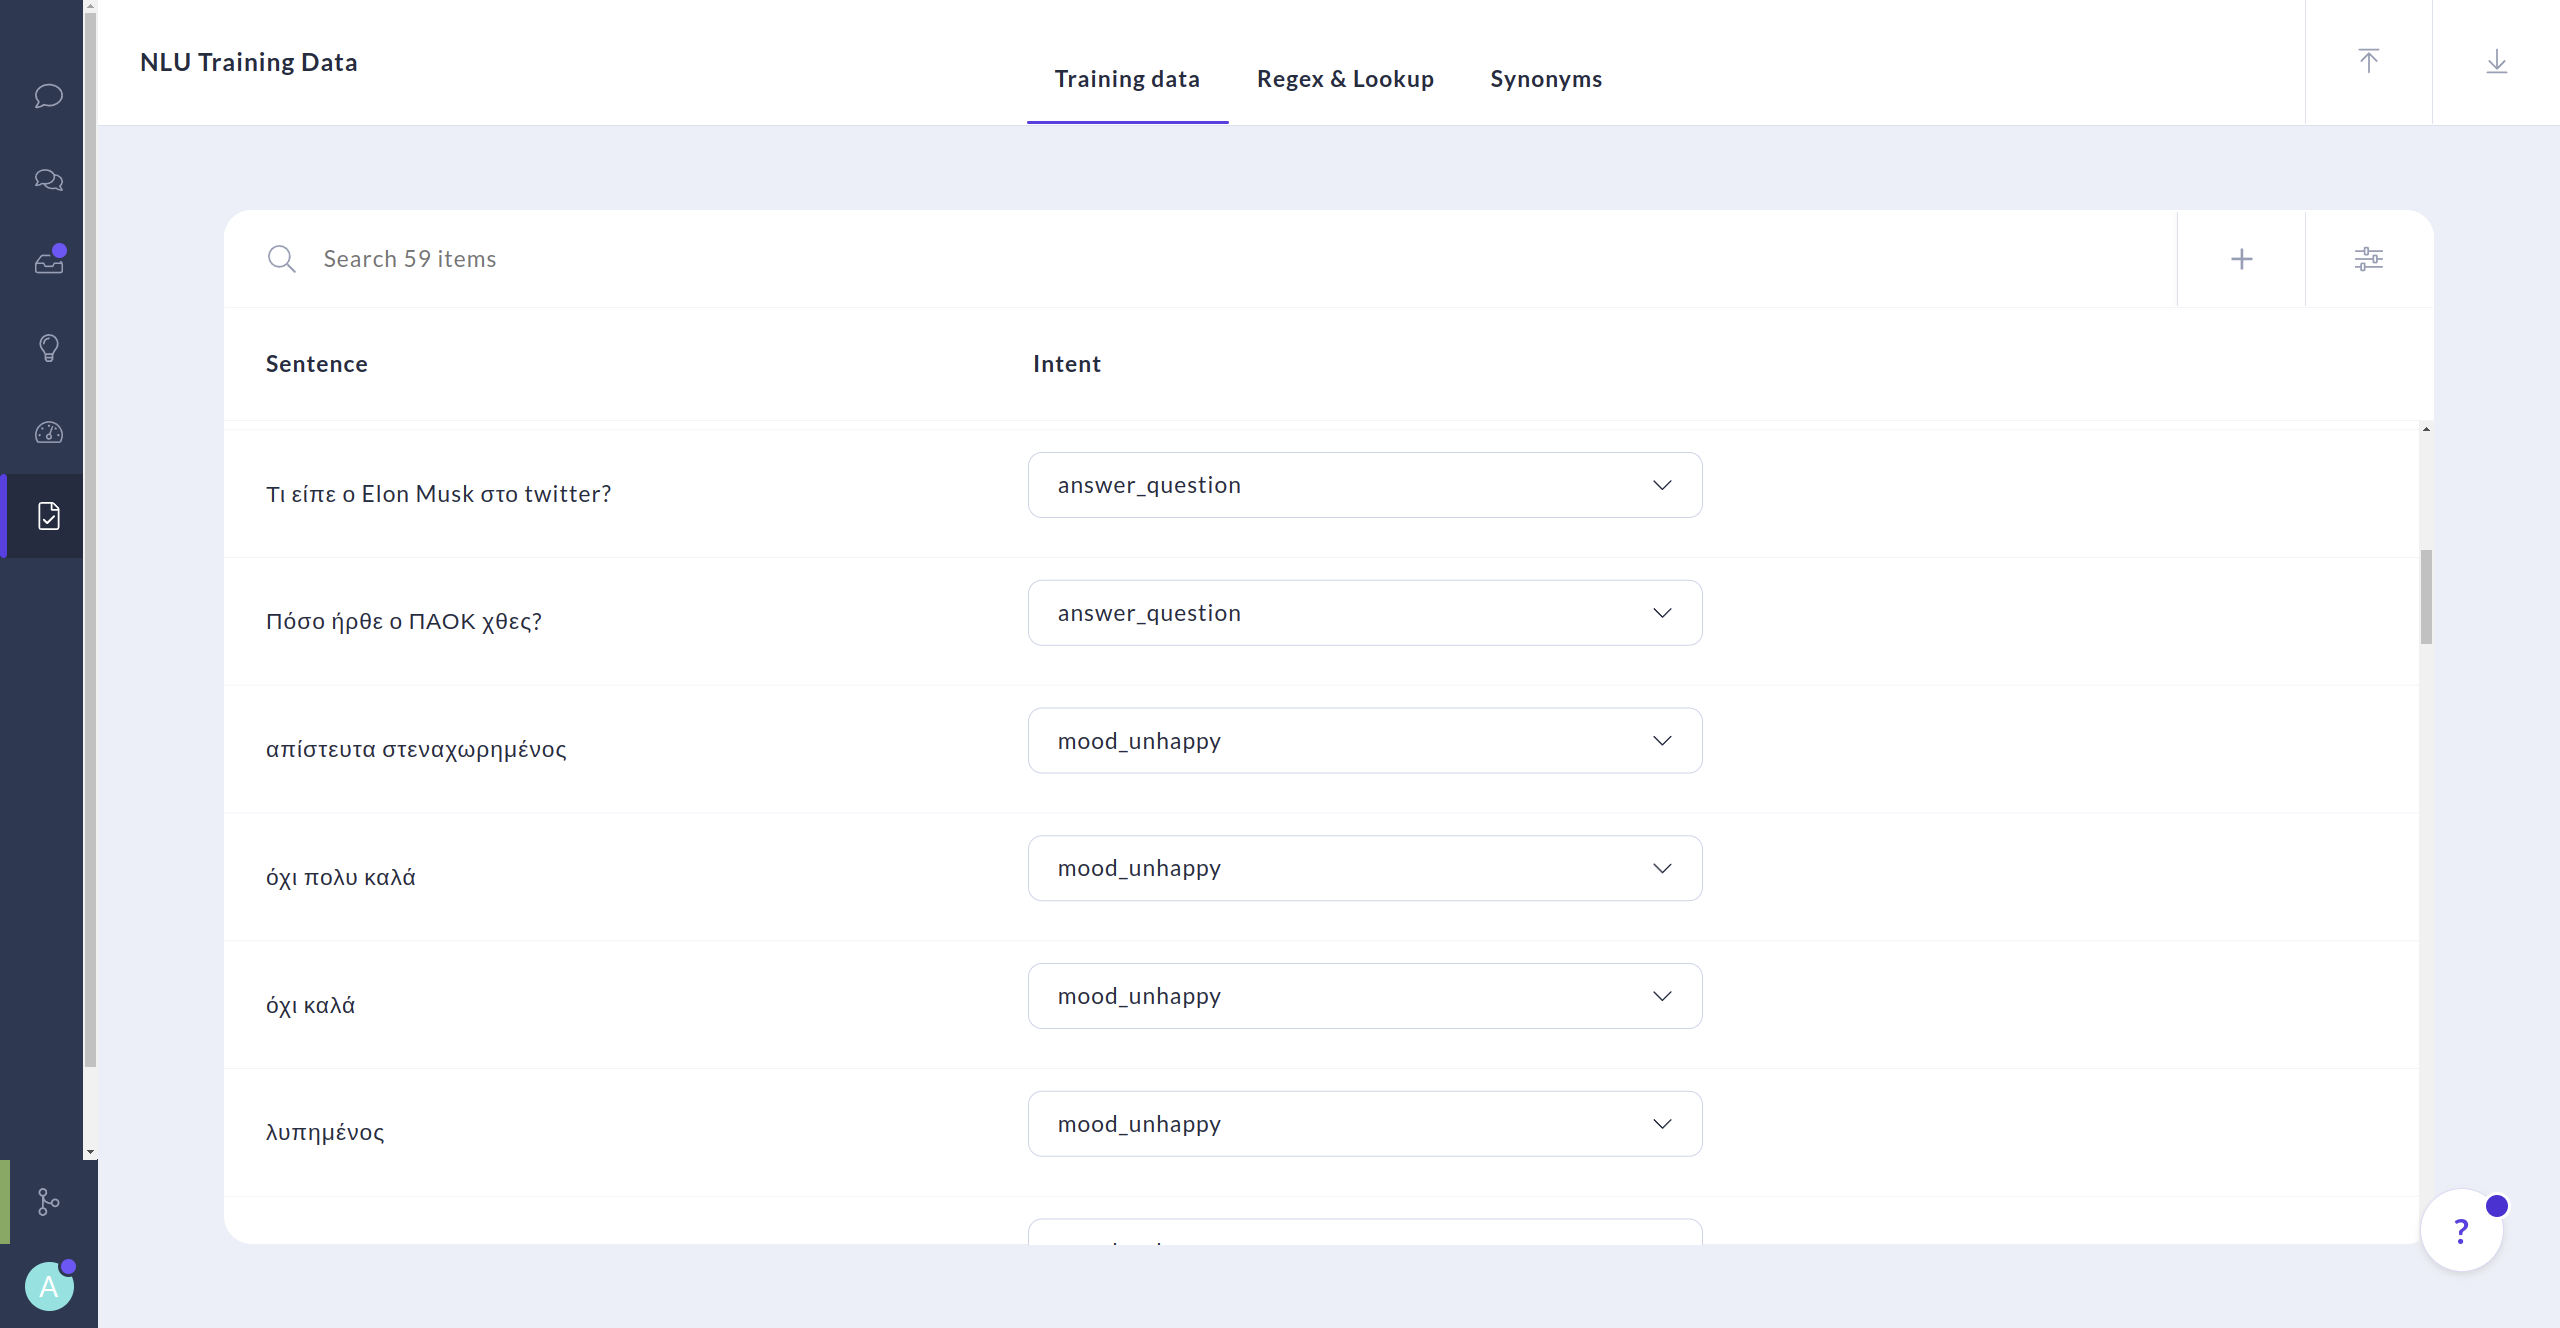 NLU Training Data
Training data
Regex & Lookup
Synonyms
Search 59 items
Sentence
Intent
Τι είπε ο Elon Musk στο twitter?
answer_question
Πόσο ήρθε ο ΠΑΟΚ χθες?
answer_question
απίστευτα στεναχωρημένος
mood_unhappy
όχι πολυ καλά
mood_unhappy
όχι καλά
mood_unhappy
λυπημένος
mood_unhappy
?
A